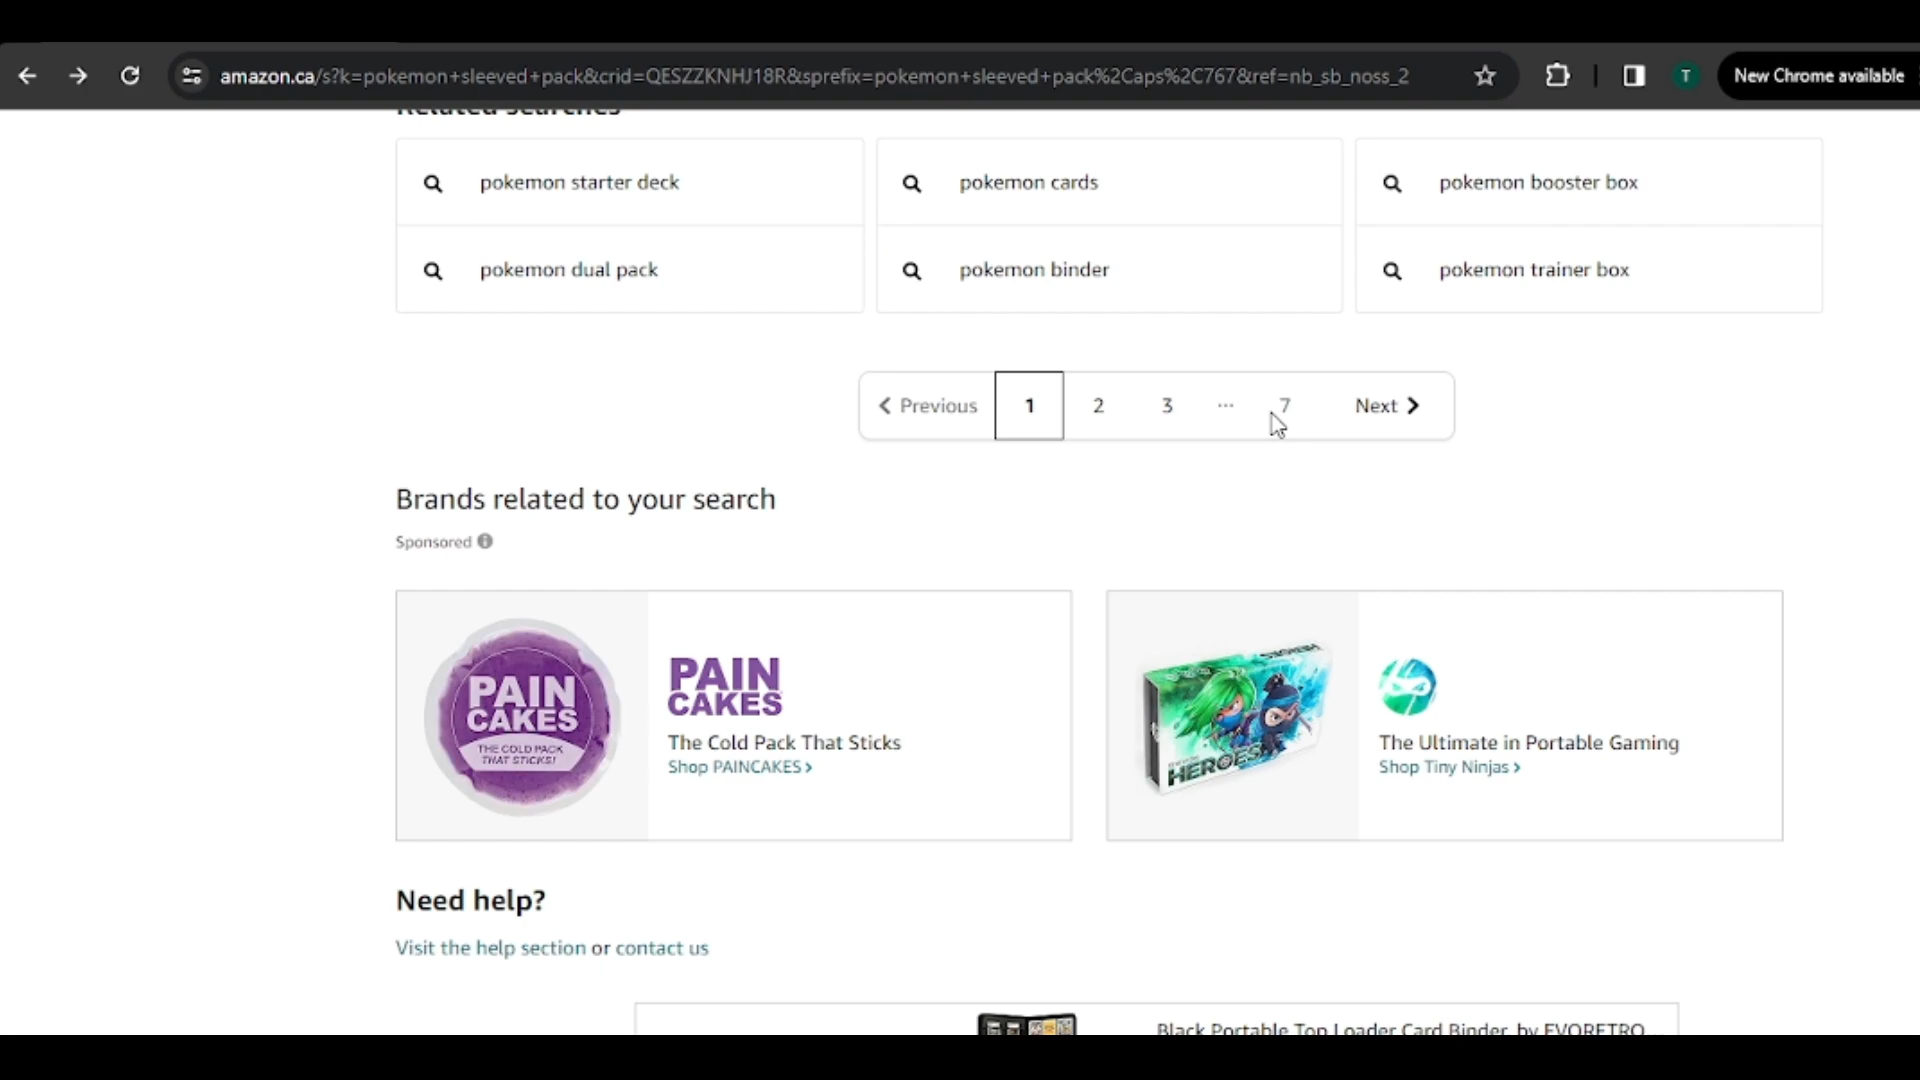 amazon.ca/s?k=pokemon+sleeved+pack&crid=QESZZKNHJ18R&sprefix=pokemon+sleeved+pack%2Caps%2C767&ref=nb_sb_noss_2
T
New Chrome available
Related searches
pokemon starter deck
pokemon cards
pokemon booster box
pokemon dual pack
pokemon binder
pokemon trainer box
Previous 1 2 3 ... 7 Next
Brands related to your search
Sponsored
PAIN
CAKES
THE COLD PACK
THAT STICKS!
PAIN
CAKES
The Cold Pack That Sticks
Shop PAINCAKES ›
HEROES
HEROES
The Ultimate in Portable Gaming
Shop Tiny Ninjas ›
Need help?
Visit the help section or contact us
Black Portable Top Loader Card Binder, by EVORETRO...